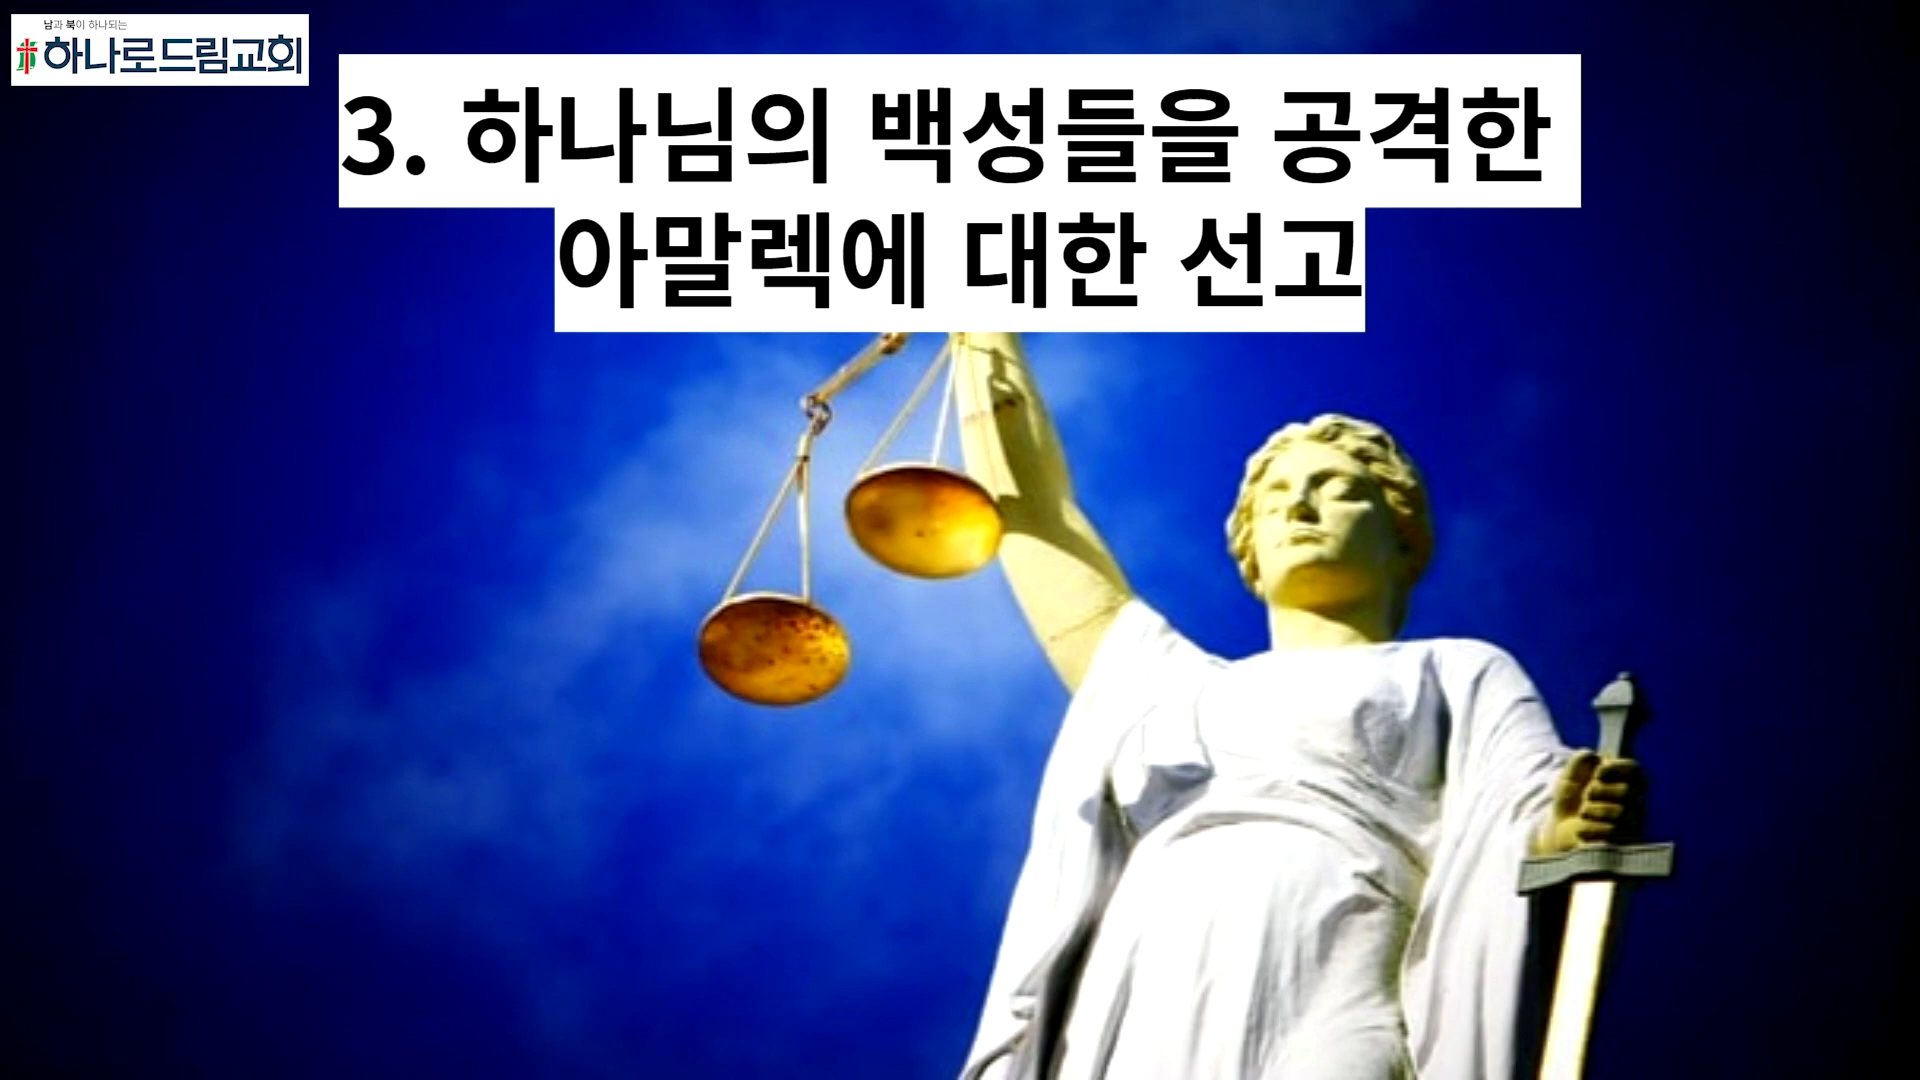 남과 북이 하나되는
하나로드림교회
3. 하나님의 백성들을 공격한
아말렉에 대한 선고